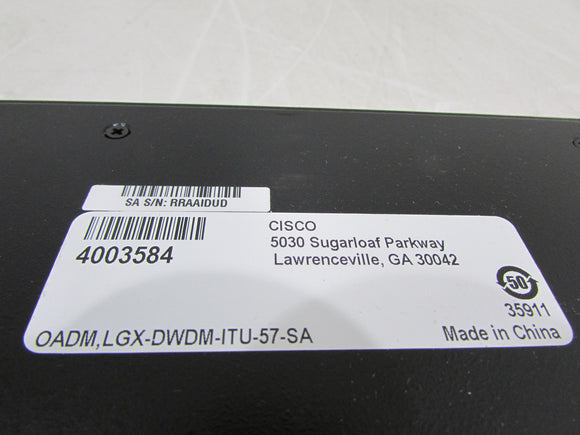 SA S/N: RRAAIDUD
CISCO
5030 Sugarloaf Parkway
Lawrenceville, GA 30042
4003584
50
35911
OADM,LGX-DWDM-ITU-57-SA
Made in China